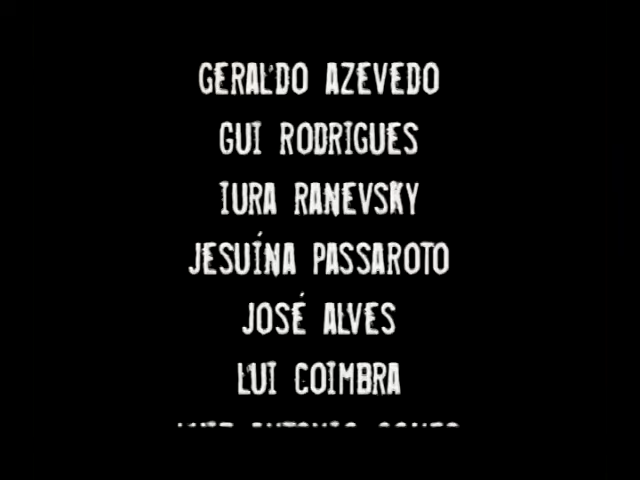 GERALDO AZEVEDO
GUI RODRIGUES
IURA RANEVSKY
JESUÍNA PASSAROTO
JOSÉ ALVES
LUI COIMBRA